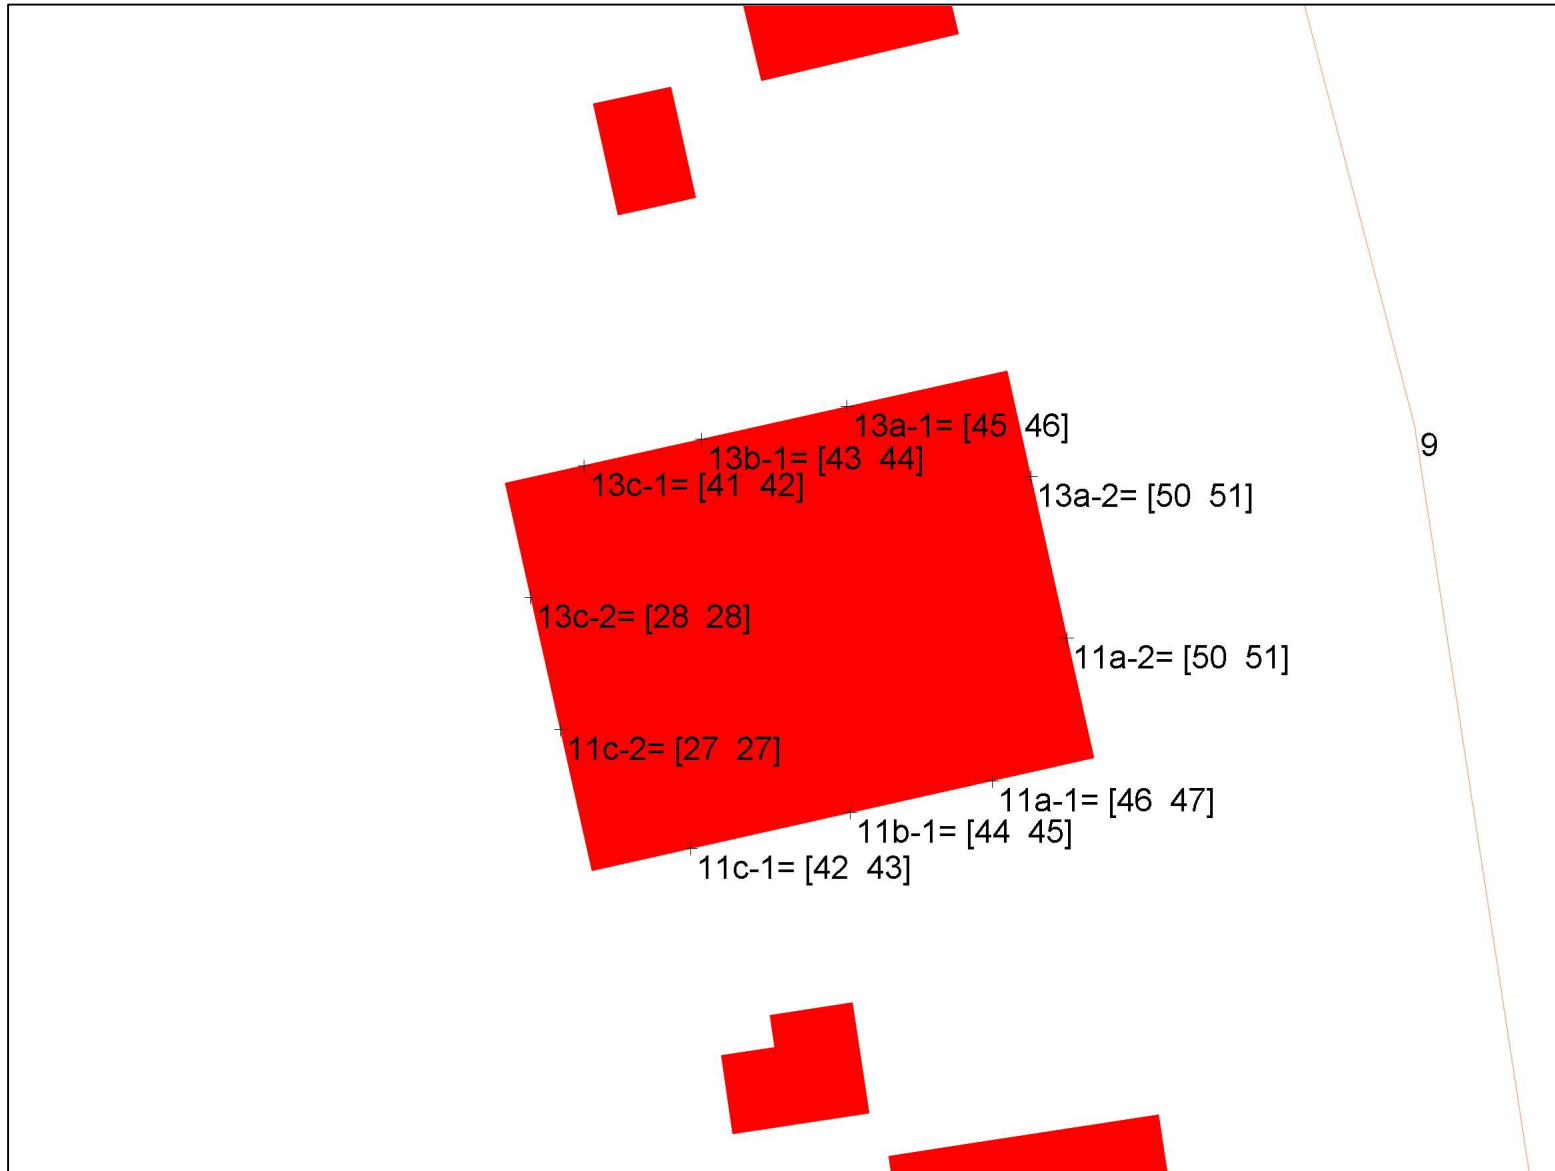 13a-1= [45 46]
9
13b-1= [43 44]
13c-1= [41 42]
13a-2= [50 51]
13c-2= [28 28]
11a-2= [50 51]
11c-2= [27 27]
11a-1= [46 47]
11b-1= [44 45]
11c-1= [42 43]